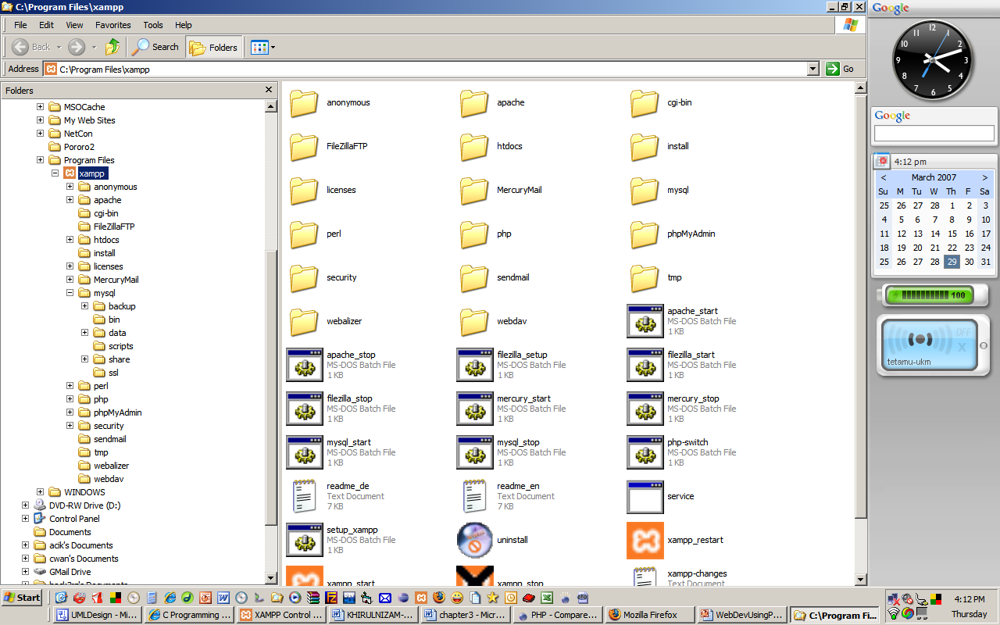 C:\Program Files\xampp
File Edit View Favorites Tools Help
Back Search Folders
Address C:\Program Files\xampp Go
Folders
MSOCache
My Web Sites
NetCon
Pororo2
Program Files
xampp
anonymous
apache
cgi-bin
FileZillaFTP
htdocs
install
licenses
MercuryMail
mysql
backup
bin
data
scripts
share
ssl
perl
php
phpMyAdmin
security
sendmail
tmp
webalizer
webdav
WINDOWS
DVD-RW Drive (D:)
Control Panel
Documents
acik's Documents
cwan's Documents
GMail Drive
anonymous apache cgi-bin
FileZillaFTP htdocs install
licenses MercuryMail mysql
perl php phpMyAdmin
security sendmail tmp
webalizer webdav apache_start
MS-DOS Batch File
1 KB
apache_stop filezilla_setup filezilla_start
MS-DOS Batch File MS-DOS Batch File MS-DOS Batch File
1 KB 1 KB 1 KB
filezilla_stop mercury_start mercury_stop
MS-DOS Batch File MS-DOS Batch File MS-DOS Batch File
1 KB 1 KB 1 KB
mysql_start mysql_stop php-switch
MS-DOS Batch File MS-DOS Batch File MS-DOS Batch File
1 KB 1 KB 1 KB
readme_de readme_en service
Text Document Text Document
7 KB 7 KB
setup_xampp uninstall xampp_restart
MS-DOS Batch File
1 KB
xampp_start xampp_stop xampp-changes
Text Document
Google
12 1 2 3 4 5 6 7 8 9 10 11
Google
4:12 pm
< March 2007 >
Su M Tu W Th F Sa
25 26 27 28 1 2 3
4 5 6 7 8 9 10
11 12 13 14 15 16 17
18 19 20 21 22 23 24
25 26 27 28 29 30 31
100
OFF
X
tetamu-ukm
Start
4:12 PM
Thursday
UMLDesign - Mi... C Programming ... XAMPP Control ... KHIRULNIZAM-... chapter3 - Micr... PHP - Compare... Mozilla Firefox WebDevUsingP... C:\Program Fi...